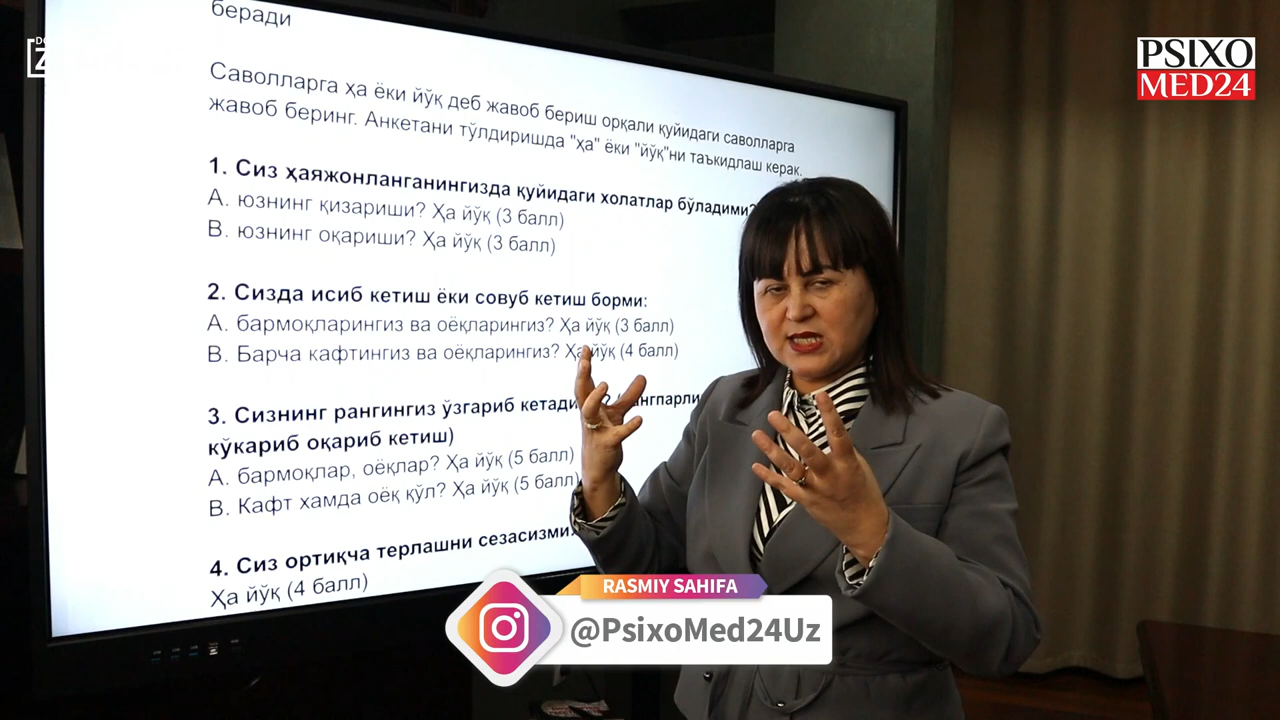 беради
Саволларга ҳа ёки йўқ деб жавоб бериш орқали қуйидаги саволларга
жавоб беринг. Анкетани тўлдиришда "ҳа" ёки "йўқ"ни таъкидлаш керак.
1. Сиз ҳаяжонланганингизда қуйидаги холатлар бўладими?
А. юзнинг қизариши? Ҳа йўқ (3 балл)
В. юзнинг оқариши? Ҳа йўқ (3 балл)
2. Сизда исиб кетиш ёки совуб кетиш борми:
А. бармоқларингиз ва оёқларингиз? Ҳа йўқ (3 балл)
В. Барча кафтингиз ва оёқларингиз? Ҳа йўқ (4 балл)
3. Сизнинг рангингиз ўзгариб
кўкариб оқариб кетиш)
А. бармоқлар, оёқлар? Ҳа йўқ (5 балл)
В. Кафт хамда оёқ қўл? Ҳа йўқ (5 балл)
4. Сиз ортиқча терлашни сезасизми
Ҳа йўқ (4 балл)
PSIXO
MED24
RASMIY SAHIFA
@PsixoMed24Uz